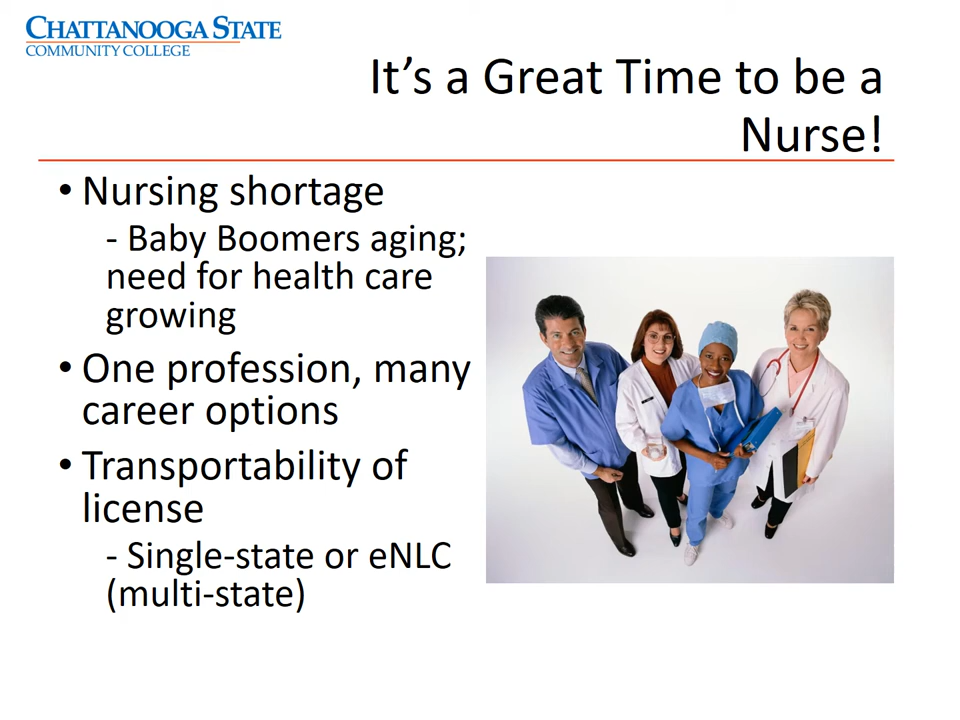 CHATTANOOGA STATE
COMMUNITY COLLEGE
It’s a Great Time to be a
Nurse!
• Nursing shortage
- Baby Boomers aging;
need for health care
growing
• One profession, many
career options
• Transportability of
license
- Single-state or eNLC
(multi-state)